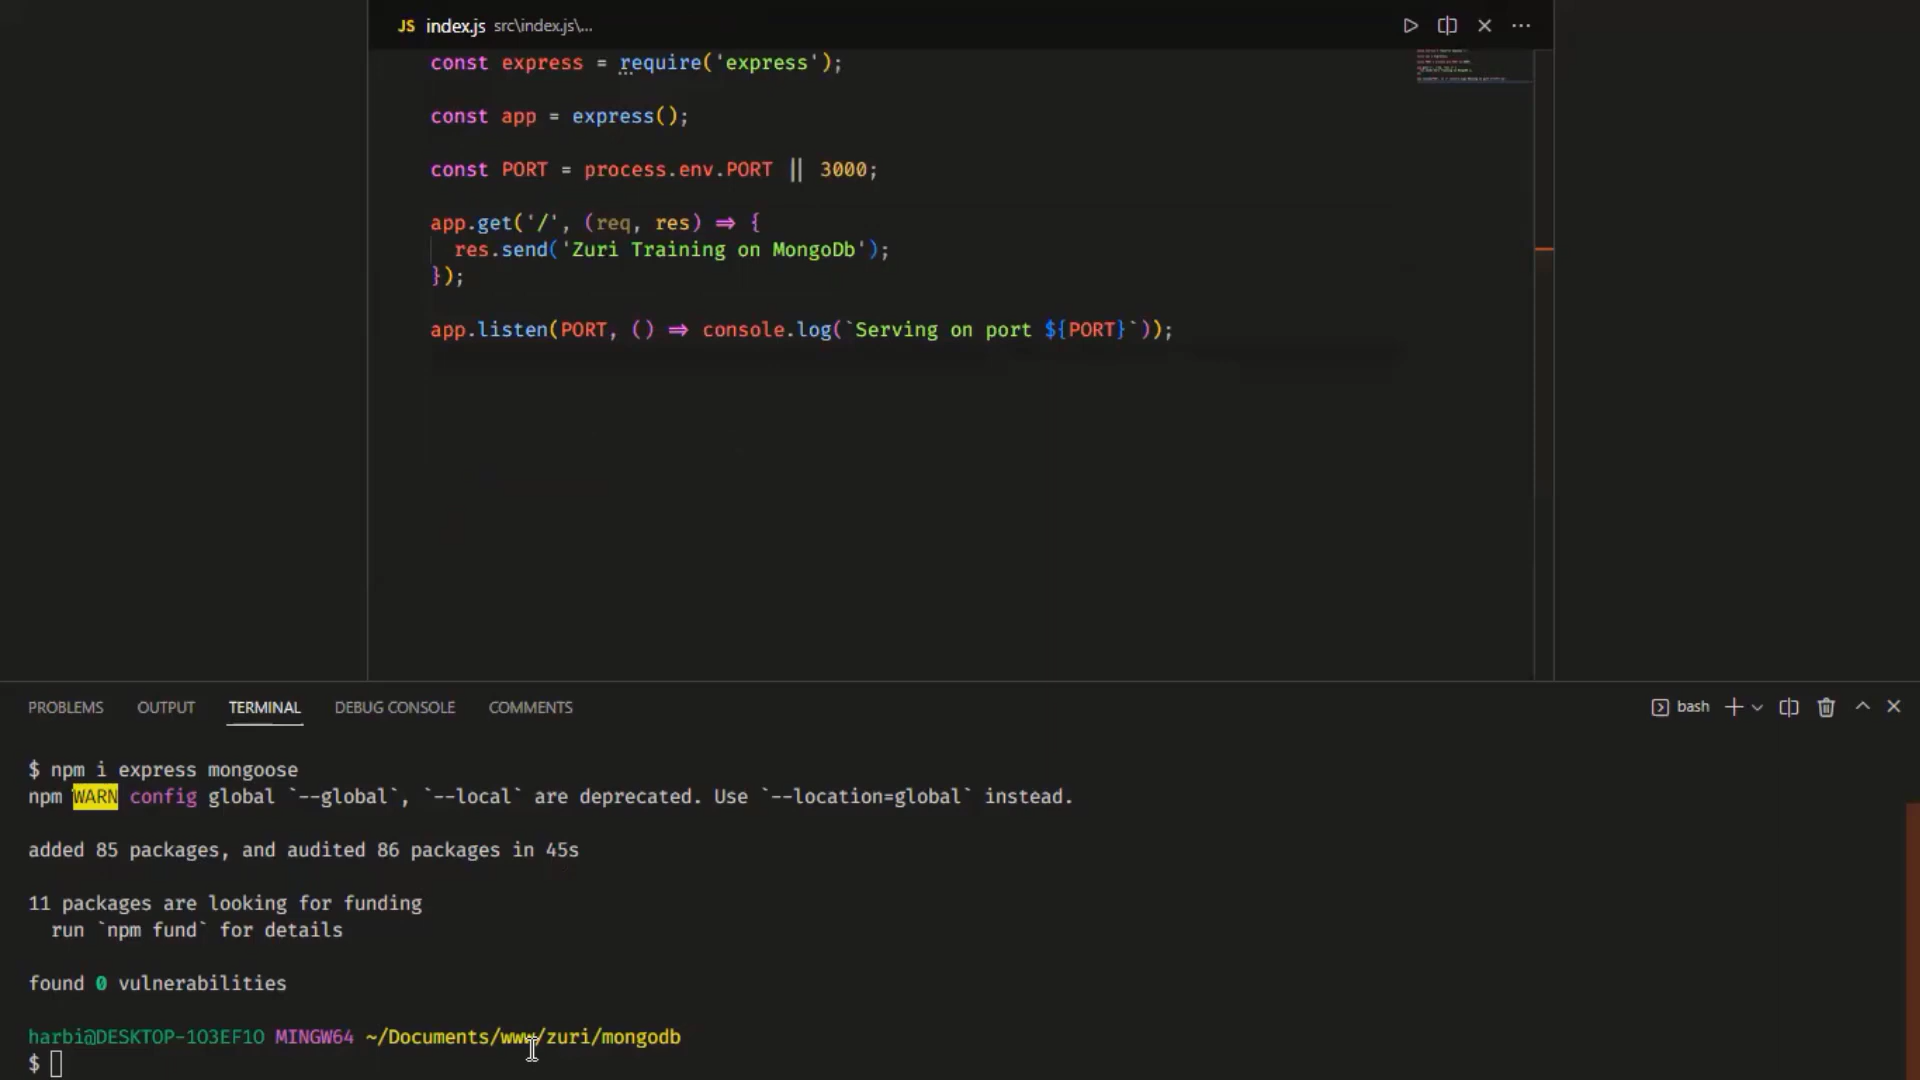 JS index.js src\index.js\...
const express = require('express');
const app = express();
const PORT = process.env.PORT || 3000;
app.get('/', (req, res) => {
res.send('Zuri Training on MongoDb');
});
app.listen(PORT, () => console.log(`Serving on port ${PORT}`));
PROBLEMS OUTPUT TERMINAL DEBUG CONSOLE COMMENTS
bash
$ npm i express mongoose
npm WARN config global `--global`, `--local` are deprecated. Use `--location=global` instead.
added 85 packages, and audited 86 packages in 45s
11 packages are looking for funding
run `npm fund` for details
found 0 vulnerabilities
harbi@DESKTOP-1O3EF1O MINGW64 ~/Documents/www/zuri/mongodb
$